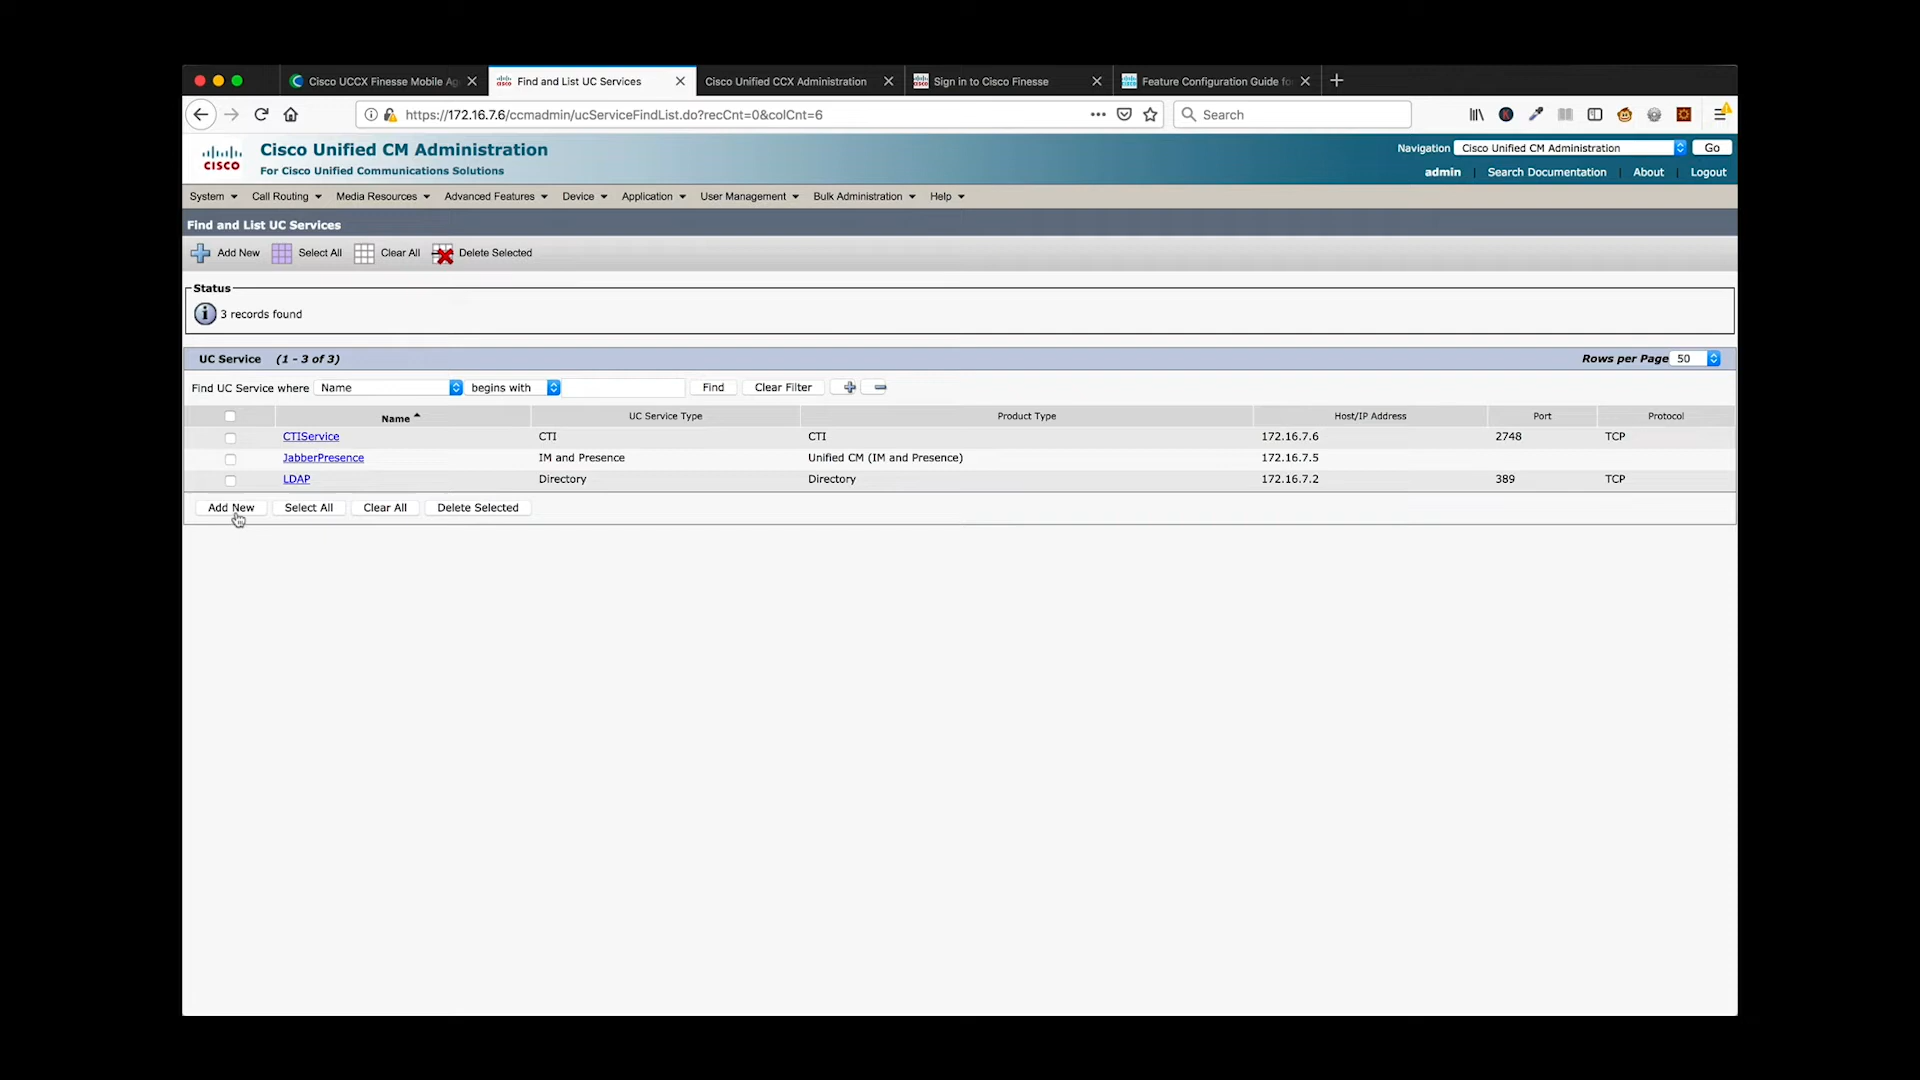 Cisco UCCX Finesse Mobile Ag
Find and List UC Services
Cisco Unified CCX Administration
Sign in to Cisco Finesse
Feature Configuration Guide fo
https://172.16.7.6/ccmadmin/ucServiceFindList.do?recCnt=0&colCnt=6
Search
CISCO
Cisco Unified CM Administration
For Cisco Unified Communications Solutions
Navigation Cisco Unified CM Administration Go
admin | Search Documentation | About | Logout
System Call Routing Media Resources Advanced Features Device Application User Management Bulk Administration Help
Find and List UC Services
Add New Select All Clear All Delete Selected
Status
3 records found
UC Service (1 - 3 of 3) Rows per Page 50
Find UC Service where Name begins with Find Clear Filter
Name UC Service Type Product Type Host/IP Address Port Protocol
CTIService CTI CTI 172.16.7.6 2748 TCP
JabberPresence IM and Presence Unified CM (IM and Presence) 172.16.7.5
LDAP Directory Directory 172.16.7.2 389 TCP
Add New Select All Clear All Delete Selected